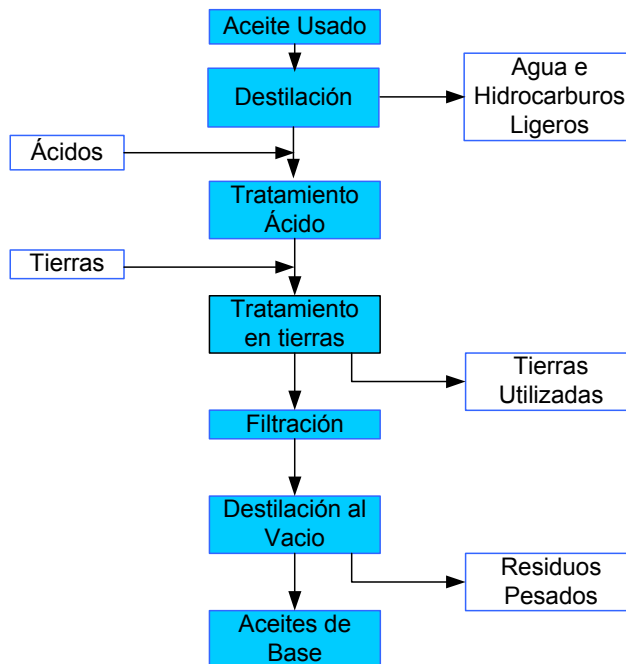 Aceite Usado
Destilación
Agua e
Hidrocarburos
Ligeros
Ácidos
Tratamiento
Ácido
Tierras
Tratamiento
en tierras
Tierras
Utilizadas
Filtración
Destilación al
Vacio
Residuos
Pesados
Aceites de
Base